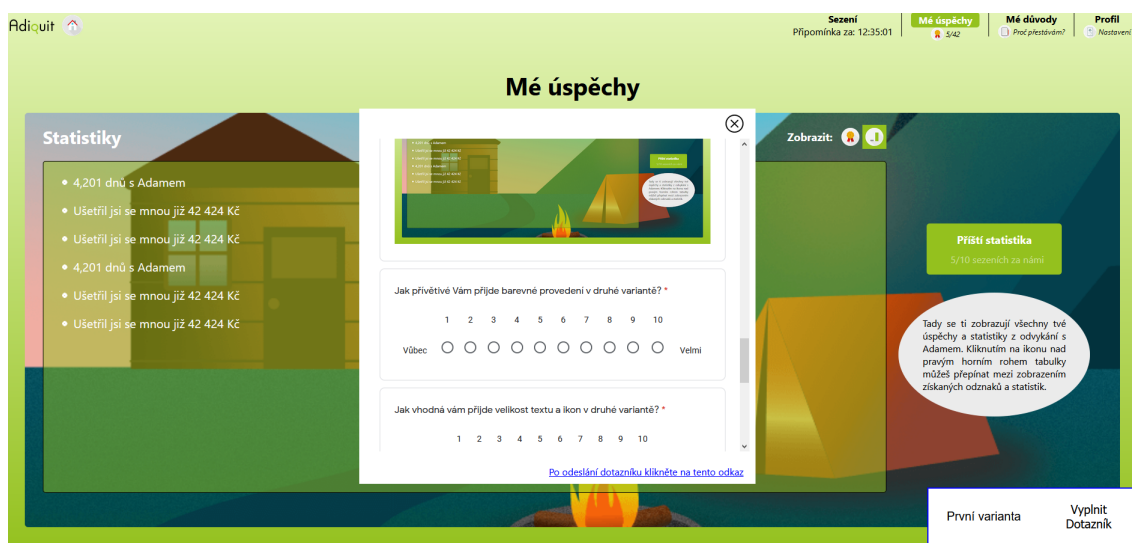 Adiquit
Sezení
Připomínka za: 12:35:01
Mé úspěchy
5/42
Mé důvody
Proč přestávám?
Profil
Nastavení
Mé úspěchy
Statistiky
Zobrazit:
4,201 dnů s Adamem
Ušetřil jsi se mnou již 42 424 Kč
Ušetřil jsi se mnou již 42 424 Kč
4,201 dnů s Adamem
Ušetřil jsi se mnou již 42 424 Kč
Ušetřil jsi se mnou již 42 424 Kč
Příští statistika
Jak přívětivé Vám přijde barevné provedení v druhé variantě? *
1 2 3 4 5 6 7 8 9 10
Vůbec
Velmi
Jak vhodná vám přijde velikost textu a ikon v druhé variantě? *
1 2 3 4 5 6 7 8 9 10
Po odeslání dotazníku klikněte na tento odkaz
Příští statistika
5/10 sezeních za námi
Tady se ti zobrazují všechny tvé
úspěchy a statistiky z odvykání s
Adamem. Kliknutím na ikonu nad
pravým horním rohem tabulky
můžeš přepínat mezi zobrazením
získaných odznaků a statistik.
První varianta
Vyplnit
Dotazník